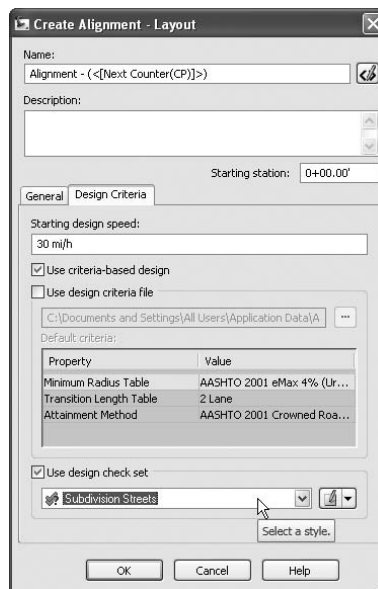 Create Alignment - Layout
Name:
Alignment - (<[Next Counter(CP)]>)
Description:
Starting station: 0+00.00'
General Design Criteria
Starting design speed:
30 mi/h
Use criteria-based design
Use design criteria file
C:\Documents and Settings\All Users\Application Data\A ...
Default criteria:
Property Value
Minimum Radius Table AASHTO 2001 eMax 4% (Ur...
Transition Length Table 2 Lane
Attainment Method AASHTO 2001 Crowned Roa...
Use design check set
Subdivision Streets
Select a style.
OK Cancel Help